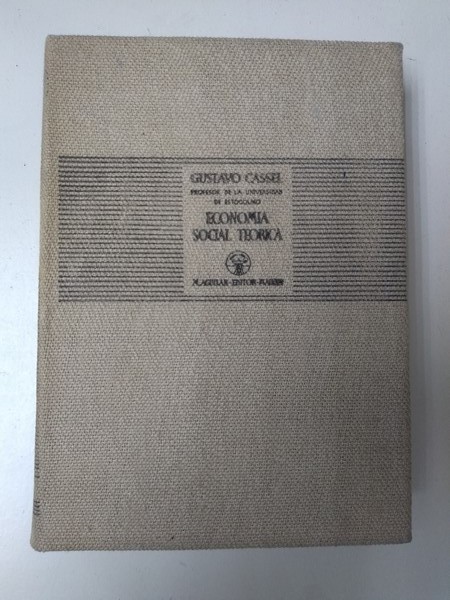 GUSTAVO CASSEL
PROFESOR DE LA UNIVERSIDAD
DE ESTOCOLMO
ECONOMIA
SOCIAL TEORICA
M. AGUILAR-EDITOR-MADRID